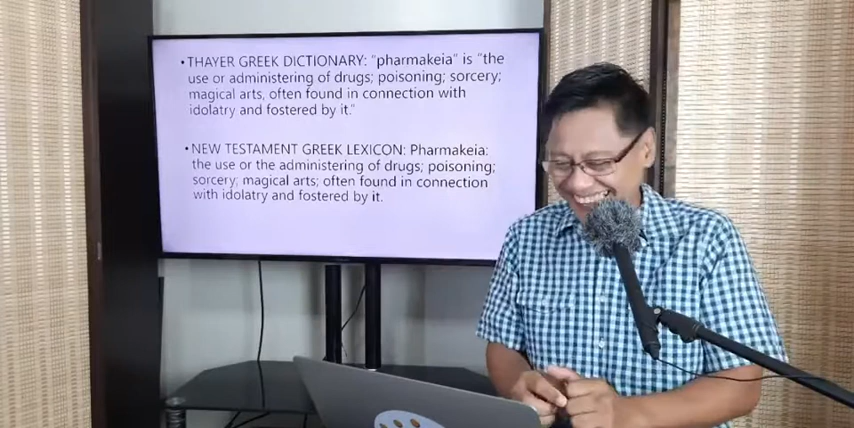 •THAYER GREEK DICTIONARY: “pharmakeia” is “the
use or administering of drugs; poisoning; sorcery;
magical arts, often found in connection with
idolatry and fostered by it.”
•NEW TESTAMENT GREEK LEXICON: Pharmakeia:
the use or the administering of drugs; poisoning;
sorcery; magical arts; often found in connection
with idolatry and fostered by it.